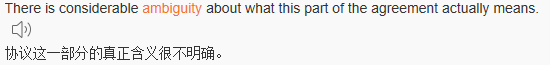 There is considerable ambiguity about what this part of the agreement actually means.
协议这一部分的真正含义很不明确。